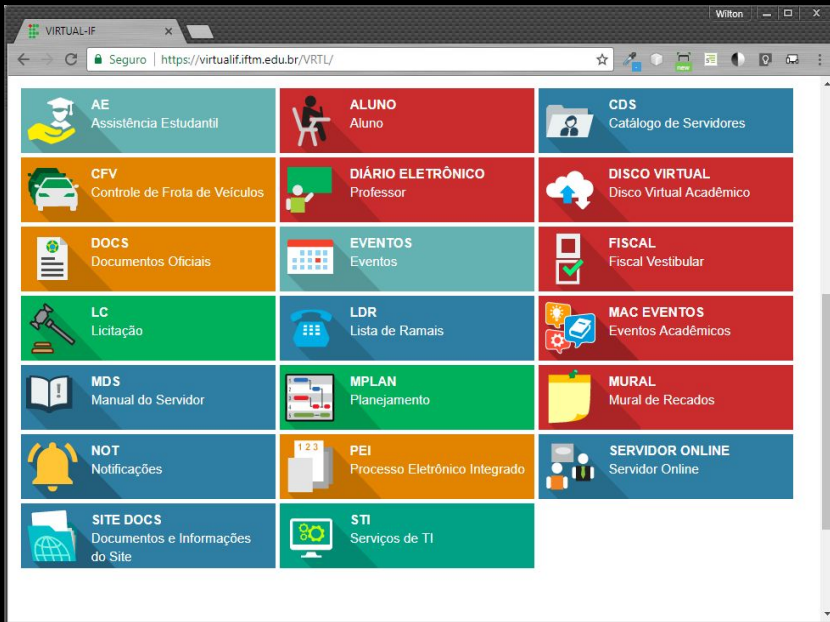 Wilton
VIRTUAL-IF
Seguro | https://virtualif.iftm.edu.br/VRTL/
new
AE
Assistência Estudantil
ALUNO
Aluno
CDS
Catálogo de Servidores
CFV
Controle de Frota de Veículos
DIÁRIO ELETRÔNICO
Professor
DISCO VIRTUAL
Disco Virtual Acadêmico
DOCS
Documentos Oficiais
EVENTOS
Eventos
FISCAL
Fiscal Vestibular
LC
Licitação
LDR
Lista de Ramais
MAC EVENTOS
Eventos Acadêmicos
MDS
Manual do Servidor
MPLAN
Planejamento
MURAL
Mural de Recados
NOT
Notificações
1 2 3
PEI
Processo Eletrônico Integrado
SERVIDOR ONLINE
Servidor Online
SITE DOCS
Documentos e Informações
do Site
STI
Serviços de TI